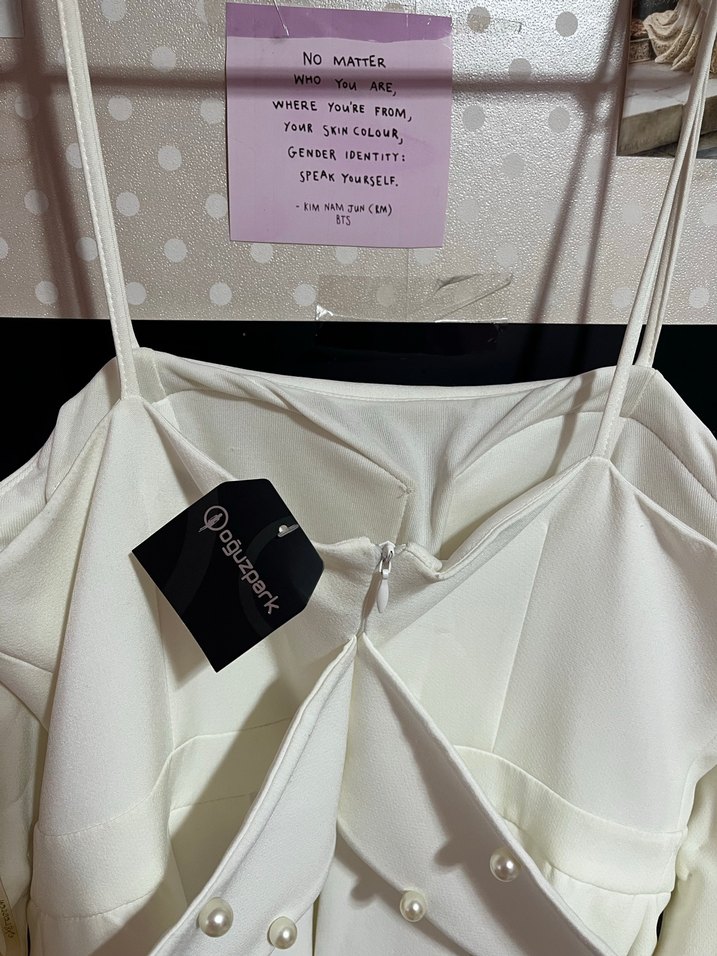 NO MATTER
WHO YOU ARE,
WHERE YOU'RE FROM,
YOUR SKIN COLOUR,
GENDER IDENTITY:
SPEAK YOURSELF.
- KIM NAM JUN (RM)
BTS
oğuzpark